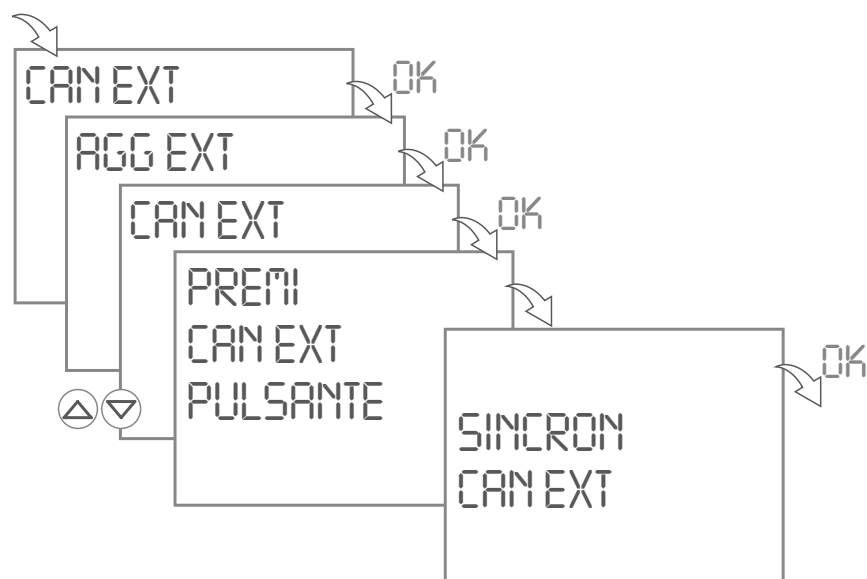 CAN EXT
OK
AGG EXT
OK
CAN EXT
OK
PREMI
CAN EXT
PULSANTE
SINCRON
CAN EXT
OK